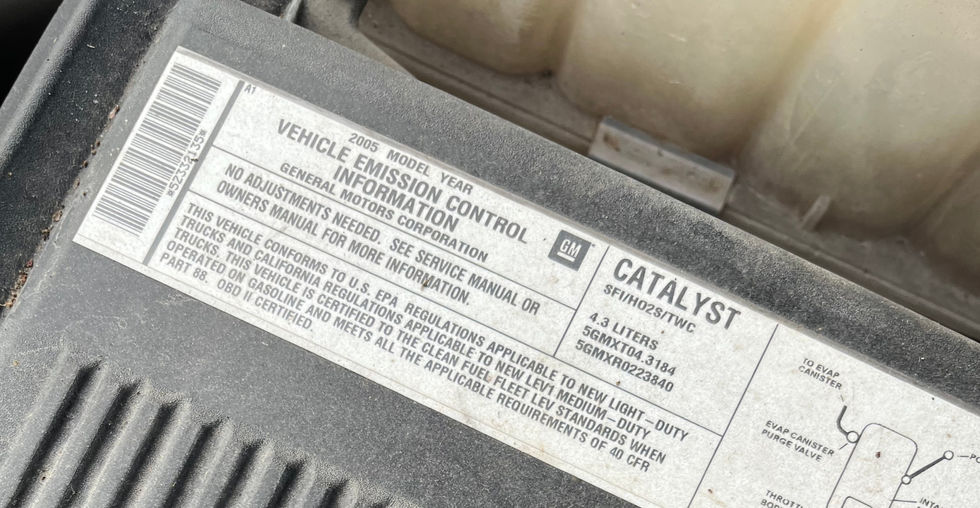 *52333135*
A1
2005 MODEL YEAR
VEHICLE EMISSION CONTROL
INFORMATION
GENERAL MOTORS CORPORATION
GM
NO ADJUSTMENTS NEEDED. SEE SERVICE MANUAL OR
OWNERS MANUAL FOR MORE INFORMATION.
THIS VEHICLE CONFORMS TO U.S. EPA REGULATIONS APPLICABLE TO NEW LIGHT-DUTY
TRUCKS AND CALIFORNIA REGULATIONS APPLICABLE TO NEW LEV1 MEDIUM-DUTY
TRUCKS. THIS VEHICLE IS CERTIFIED TO THE CLEAN FUEL FLEET LEV STANDARDS WHEN
OPERATED ON GASOLINE AND MEETS ALL THE APPLICABLE REQUIREMENTS OF 40 CFR
PART 88. OBD II CERTIFIED.
CATALYST
SFI/HO2S/TWC
4.3 LITERS
5GMXT04.3184
5GMXR0223840
TO EVAP
CANISTER
EVAP CANISTER
PURGE VALVE